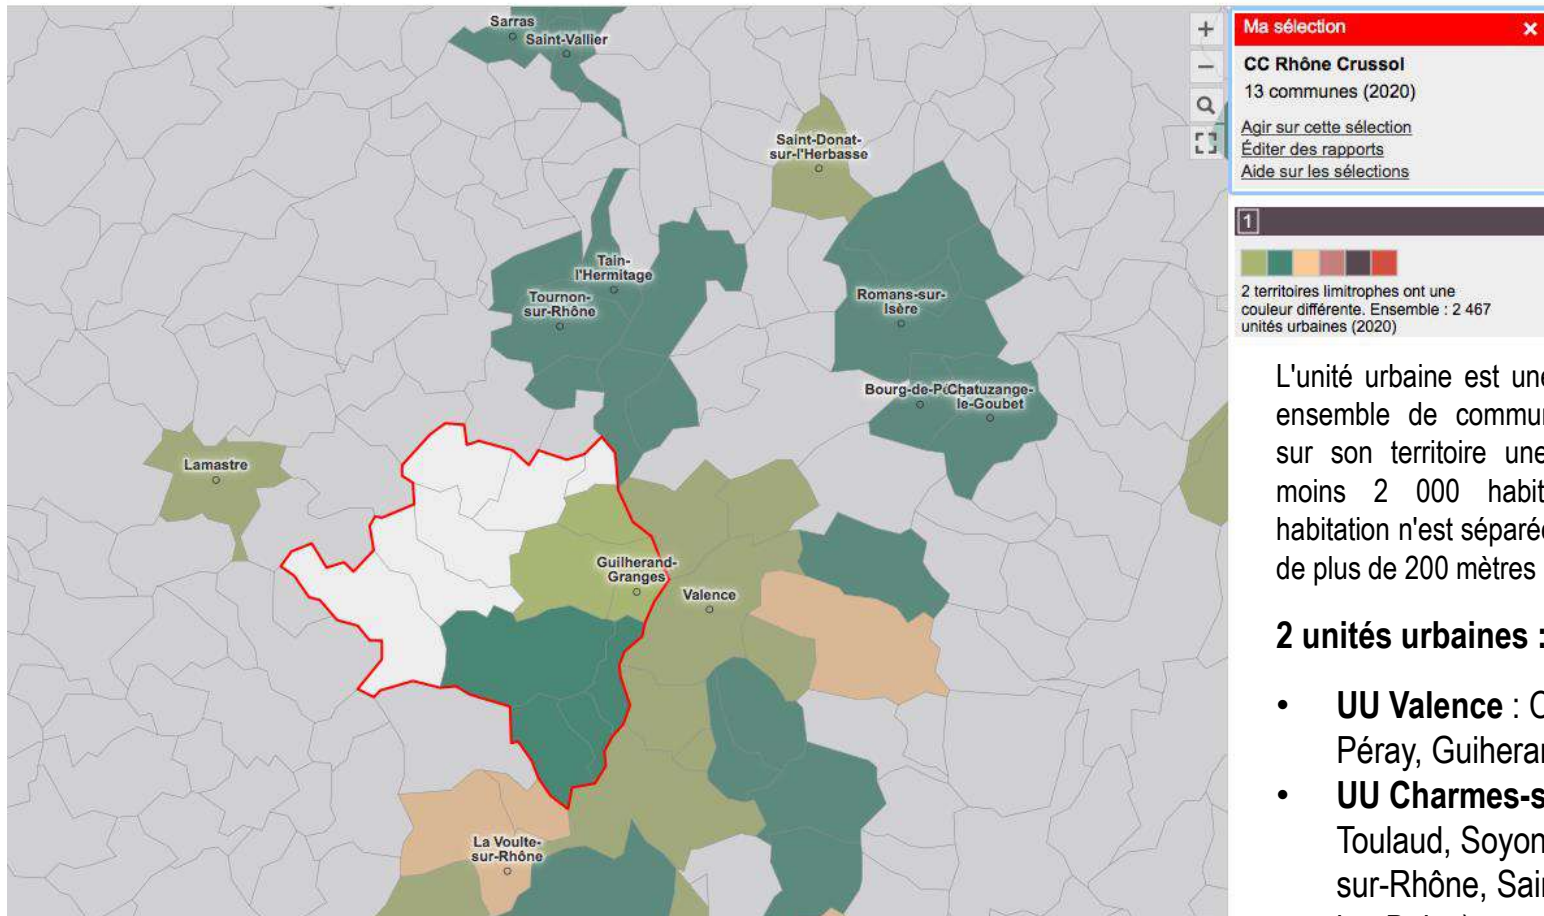 Sarras
Saint-Vallier
Saint-Donat-
sur-l'Herbasse
Tain-
l'Hermitage
Tournon-
sur-Rhône
Romans-sur-
Isère
Bourg-de-Pé
Chatuzange-
le-Goubet
Lamastre
Guilherand-
Granges
Valence
La Voulte-
sur-Rhône
+
−
Ma sélection ×
CC Rhône Crussol
13 communes (2020)
Agir sur cette sélection
Éditer des rapports
Aide sur les sélections
1
2 territoires limitrophes ont une
couleur différente. Ensemble : 2 467
unités urbaines (2020)
L'unité urbaine est une
ensemble de commun
sur son territoire une
moins 2 000 habit
habitation n'est séparée
de plus de 200 mètres
2 unités urbaines :
• UU Valence : C
Péray, Guiheran
• UU Charmes-s
Toulaud, Soyon
sur-Rhône, Sain